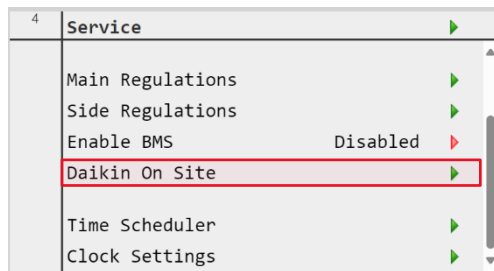 4 Service
Main Regulations
Side Regulations
Enable BMS Disabled
Daikin On Site
Time Scheduler
Clock Settings